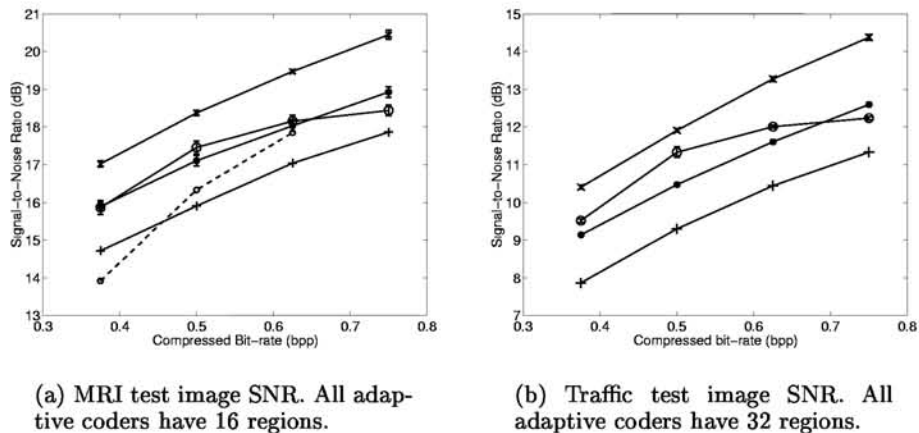 21
20
19
18
17
16
15
14
13
Signal-to-Noise Ratio (dB)
0.3 0.4 0.5 0.6 0.7 0.8
Compressed Bit-rate (bpp)
15
14
13
12
11
10
9
8
7
Signal-to-Noise Ratio (dB)
0.3 0.4 0.5 0.6 0.7 0.8
Compressed bit-rate (bpp)
(a) MRI test image SNR. All adap-
tive coders have 16 regions.
(b) Traffic test image SNR. All
adaptive coders have 32 regions.